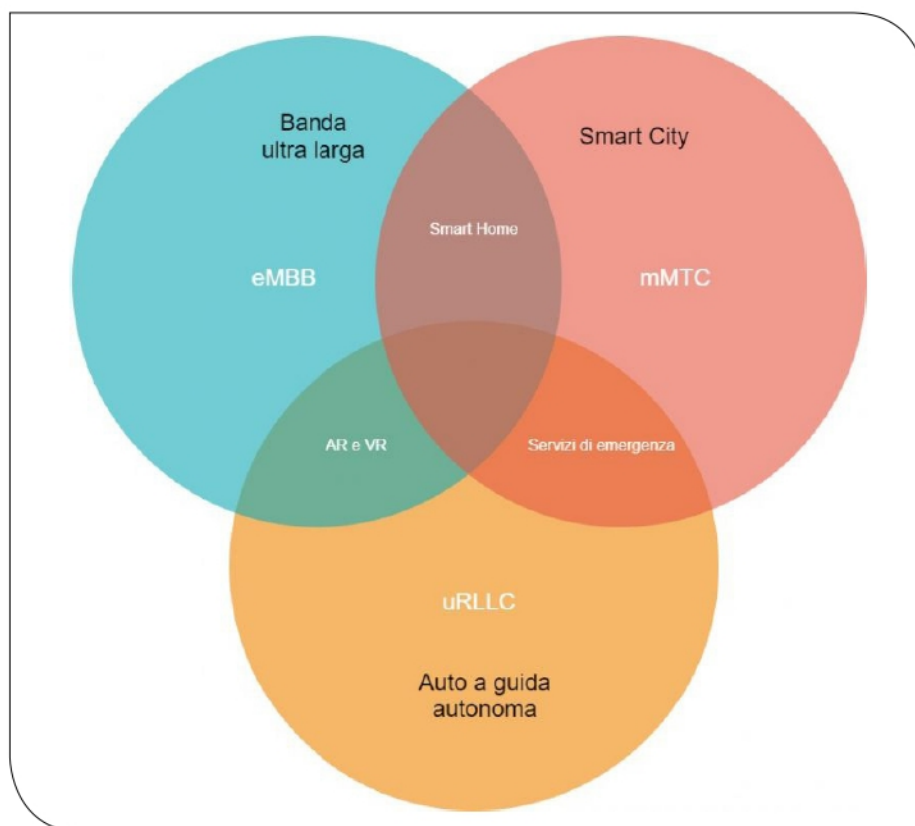 Banda
ultra larga
Smart City
Smart Home
eMBB
mMTC
AR e VR
Servizi di emergenza
uRLLC
Auto a guida
autonoma